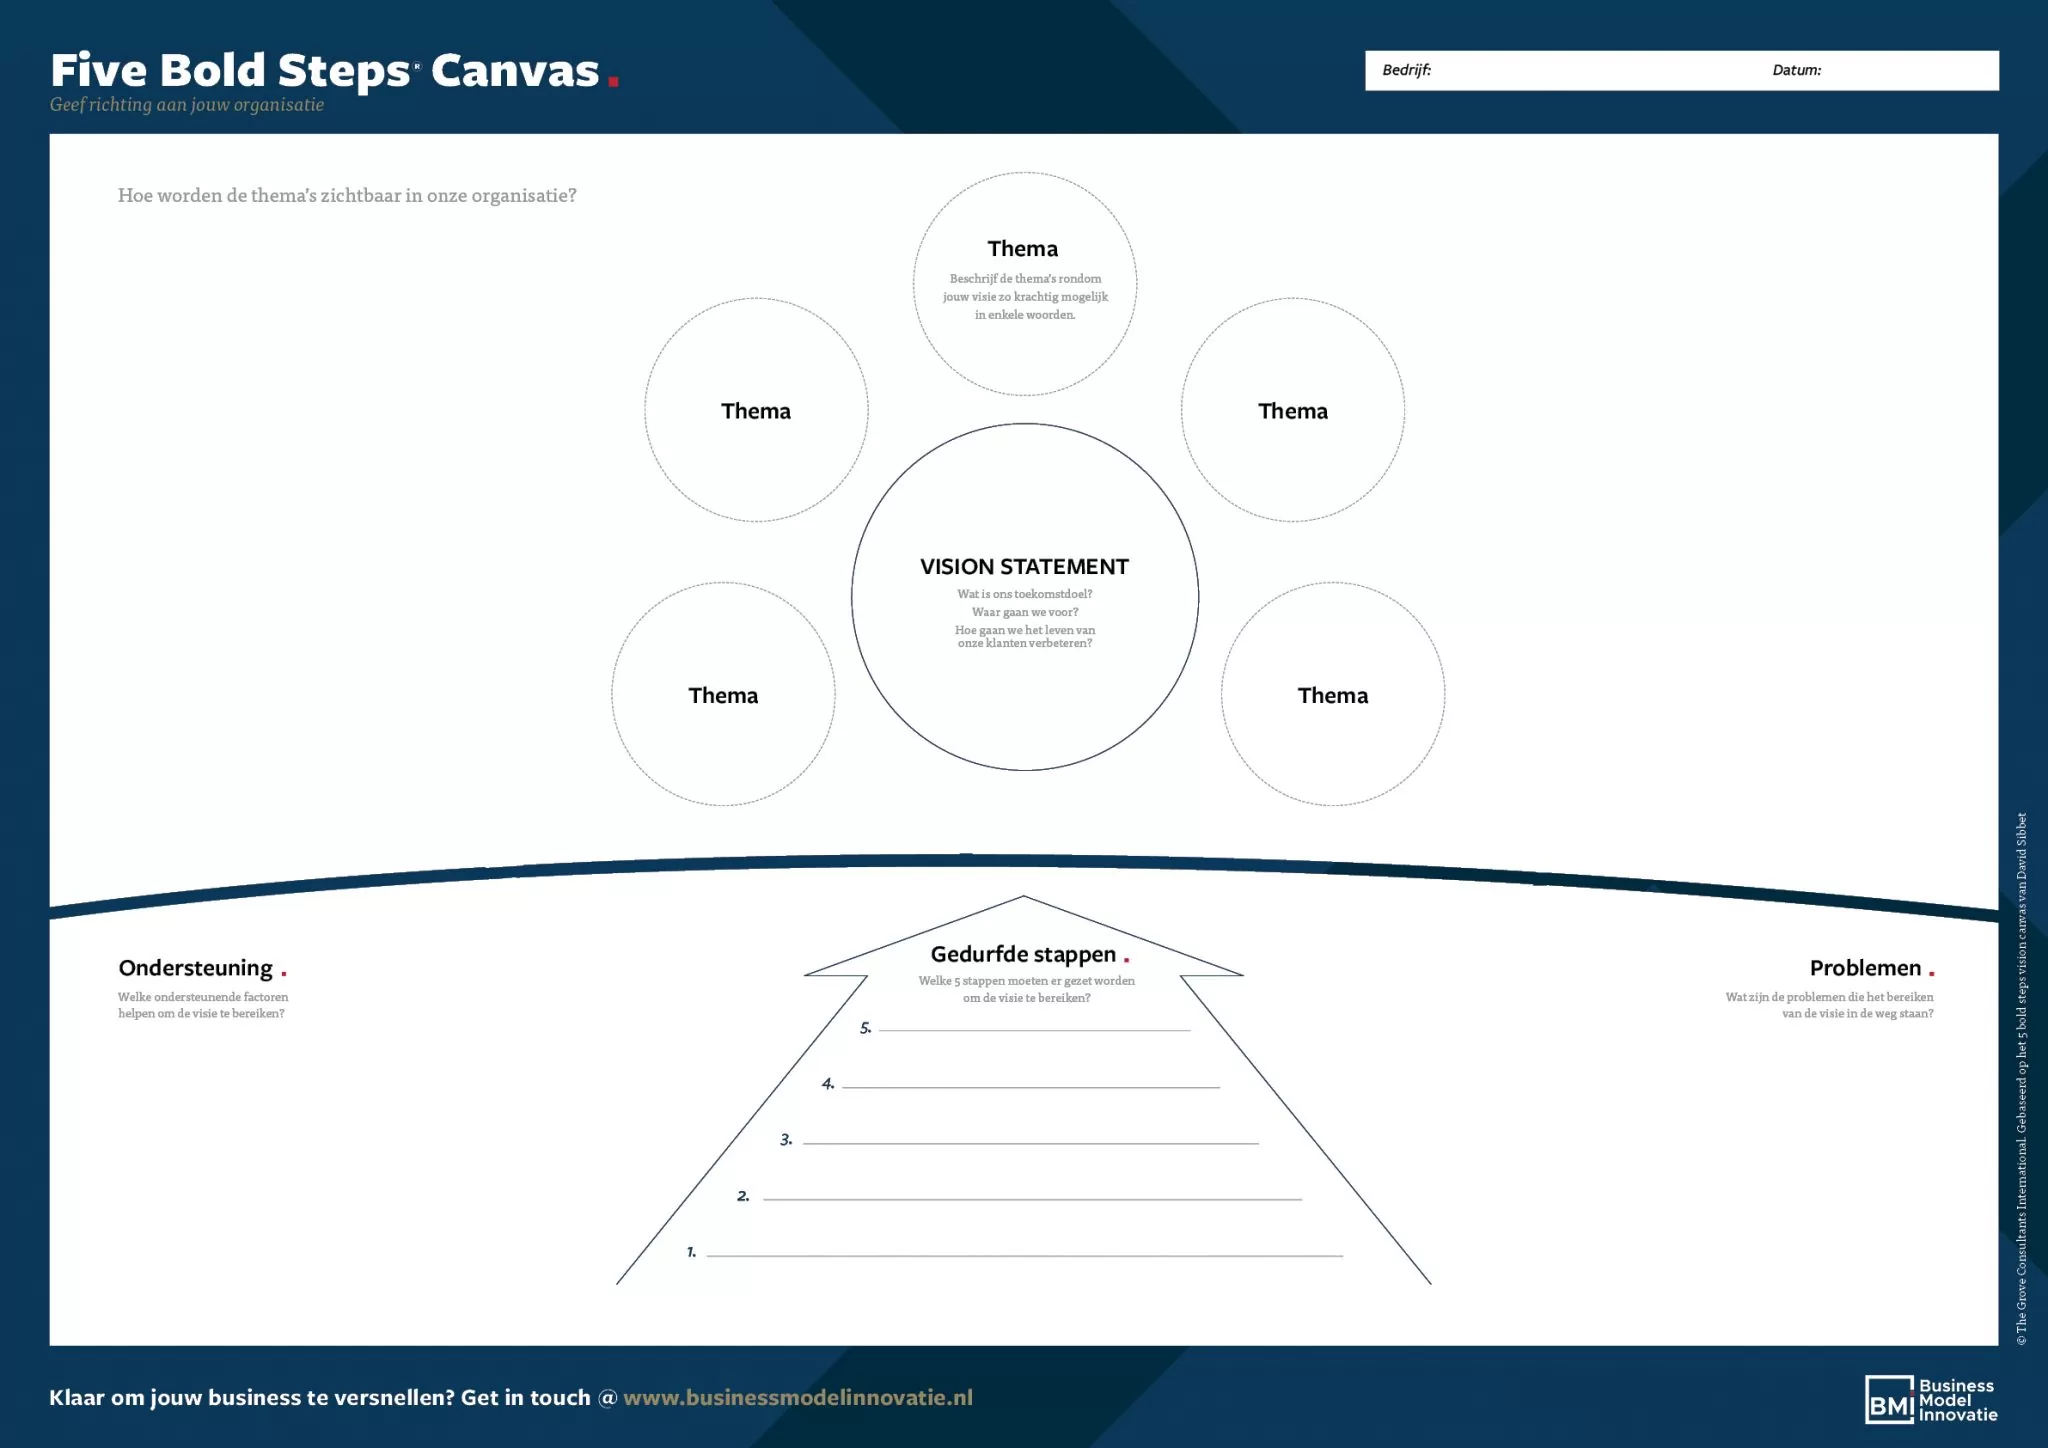 Five Bold Steps® Canvas.
Geef richting aan jouw organisatie
Bedrijf:
Datum:
Hoe worden de thema's zichtbaar in onze organisatie?
Thema
Beschrijf de thema's rondom
jouw visie zo krachtig mogelijk
in enkele woorden.
Thema
Thema
VISION STATEMENT
Wat is ons toekomstdoel?
Waar gaan we voor?
Hoe gaan we het leven van
onze klanten verbeteren?
Thema
Thema
Ondersteuning .
Welke ondersteunende factoren
helpen om de visie te bereiken?
Gedurfde stappen .
Welke 5 stappen moeten er gezet worden
om de visie te bereiken?
5.
4.
3.
2.
1.
Problemen .
Wat zijn de problemen die het bereiken
van de visie in de weg staan?
© The Grove Consultants International. Gebaseerd op het 5 bold steps vision canvas van David Sibbet
Klaar om jouw business te versnellen? Get in touch @ www.businessmodelinnovatie.nl
BMi
Business
Model
Innovatie